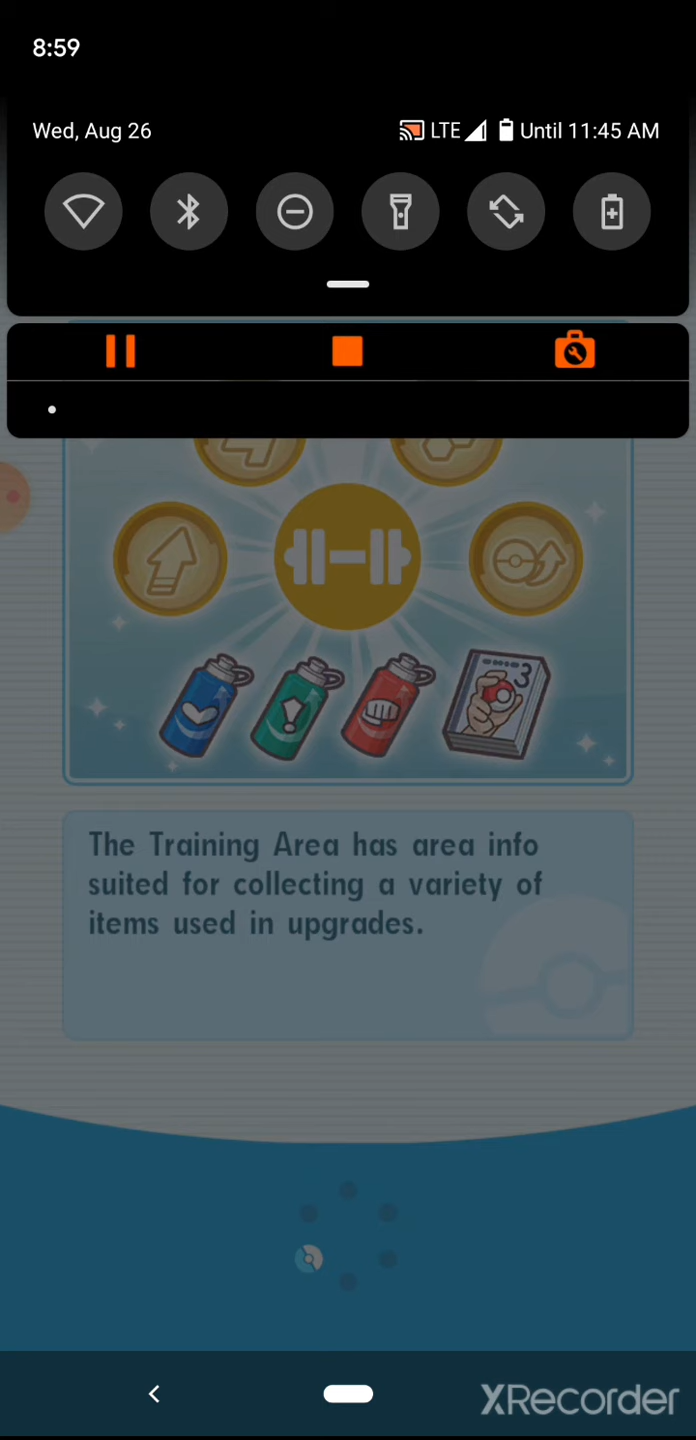 8:59
Wed, Aug 26
LTE
Until 11:45 AM
3
The Training Area has area info
suited for collecting a variety of
items used in upgrades.
XRecorder